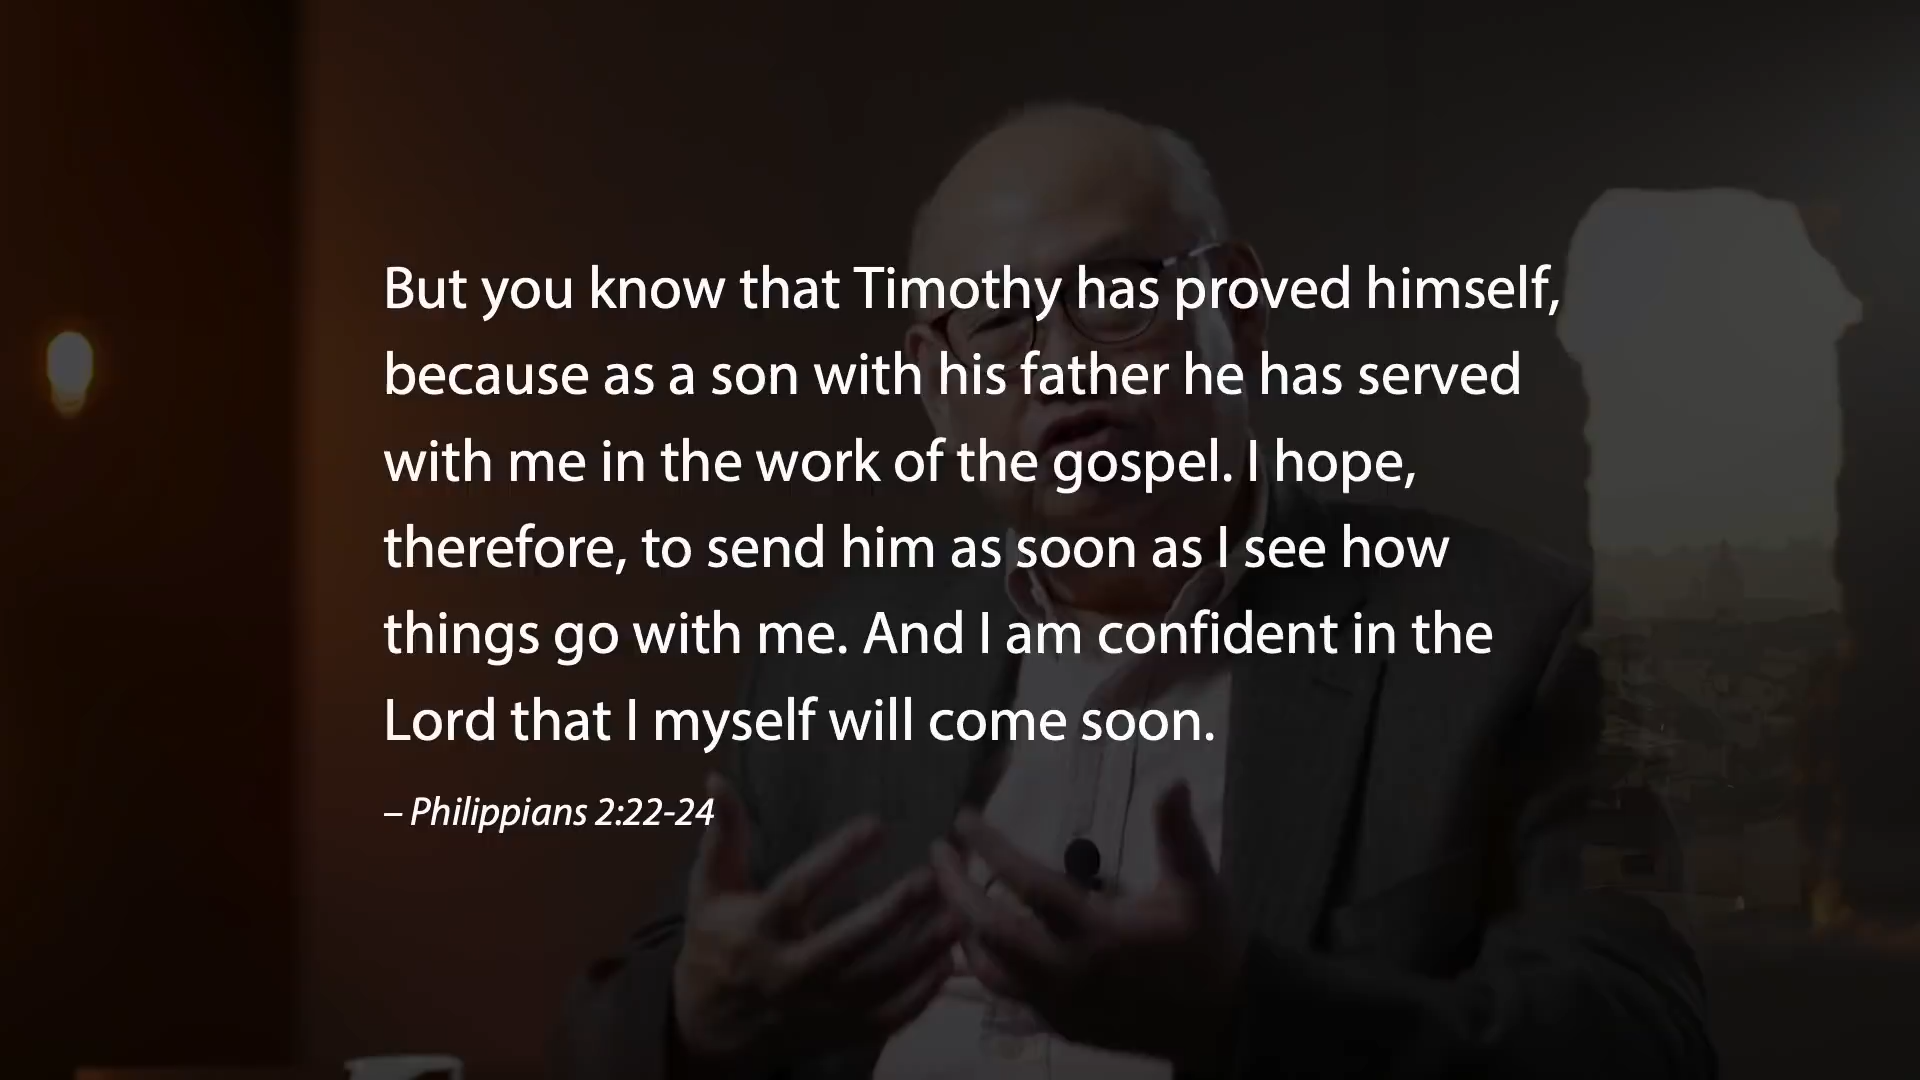 But you know that Timothy has proved himself,
because as a son with his father he has served
with me in the work of the gospel. I hope,
therefore, to send him as soon as I see how
things go with me. And I am confident in the
Lord that I myself will come soon.
– Philippians 2:22-24